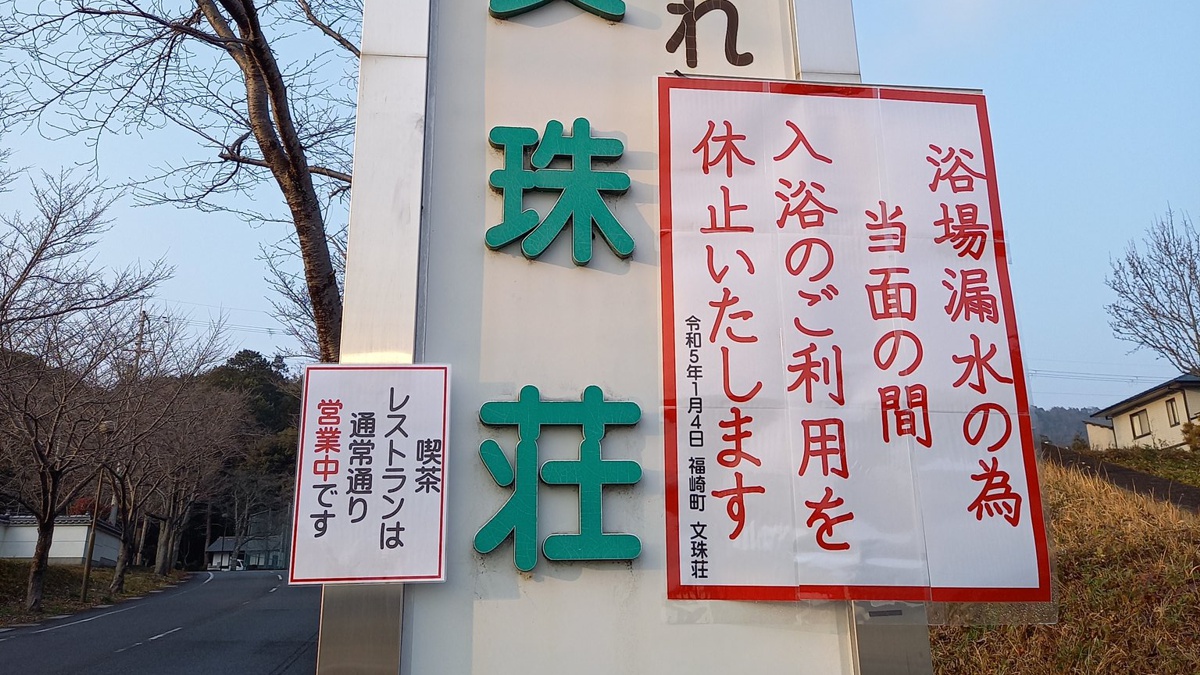 れ
珠荘
浴場漏水の為
当面の間
入浴のご利用を
休止いたします
令和5年1月4日 福崎町 文珠荘
喫茶
レストランは
通常通り
営業中です